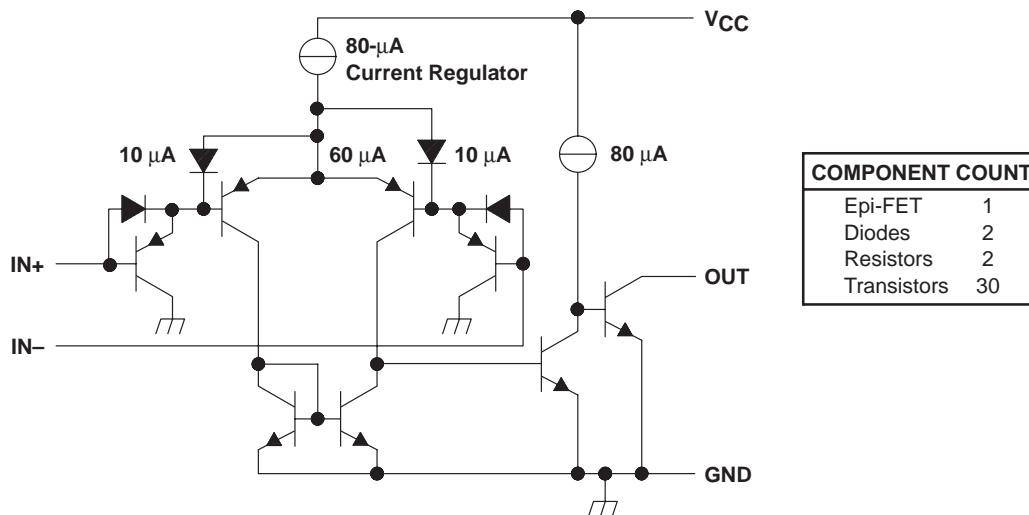 VCC
80-μA
Current Regulator
10 μA
60 μA
10 μA
80 μA
COMPONENT COUNT
Epi-FET 1
Diodes 2
Resistors 2
Transistors 30
IN+
OUT
IN–
GND